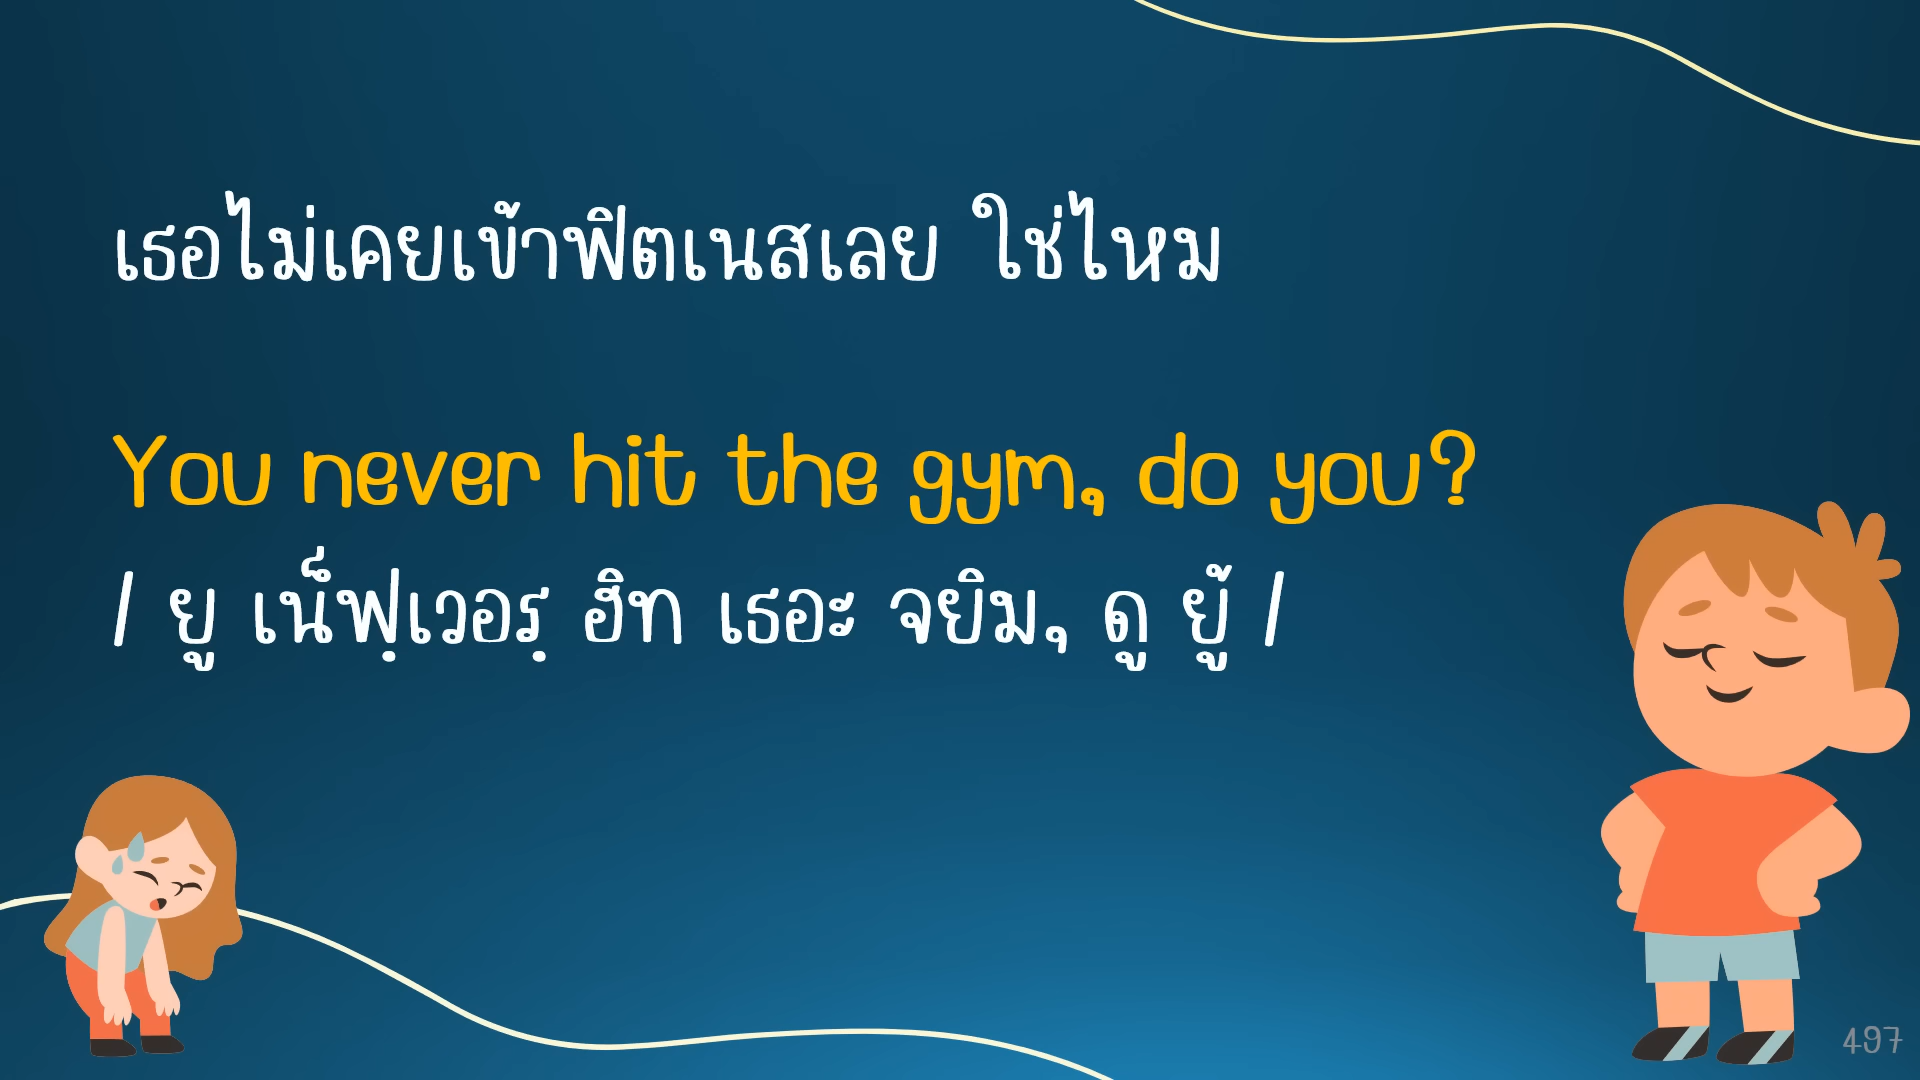 เธอไม่เคยเข้าฟิตเนสเลย ใช่ไหม
You never hit the gym, do you?
/ ยู เน็ฟฺเวอรฺ ฮิท เธอะ จยิม, ดู ยู้ /
497